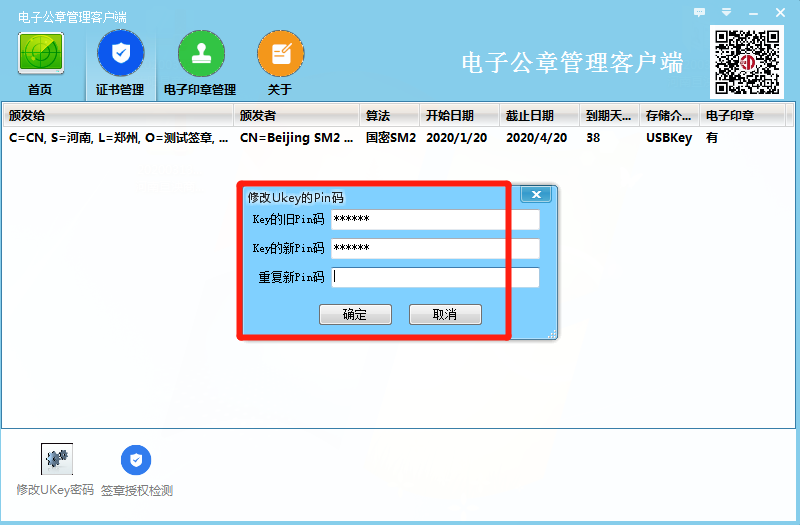 电子公章管理客户端
首页 证书管理 电子印章管理 关于
电子公章管理客户端
颁发给 颁发者 算法 开始日期 截止日期 到期天... 存储介... 电子印章
C=CN, S=河南, L=郑州, O=测试签章, ... CN=Beijing SM2 ... 国密SM2 2020/1/20 2020/4/20 38 USBKey 有
修改Ukey的Pin码
Key的旧Pin码 ******
Key的新Pin码 ******
重复新Pin码
确定 取消
修改UKey密码 签章授权检测